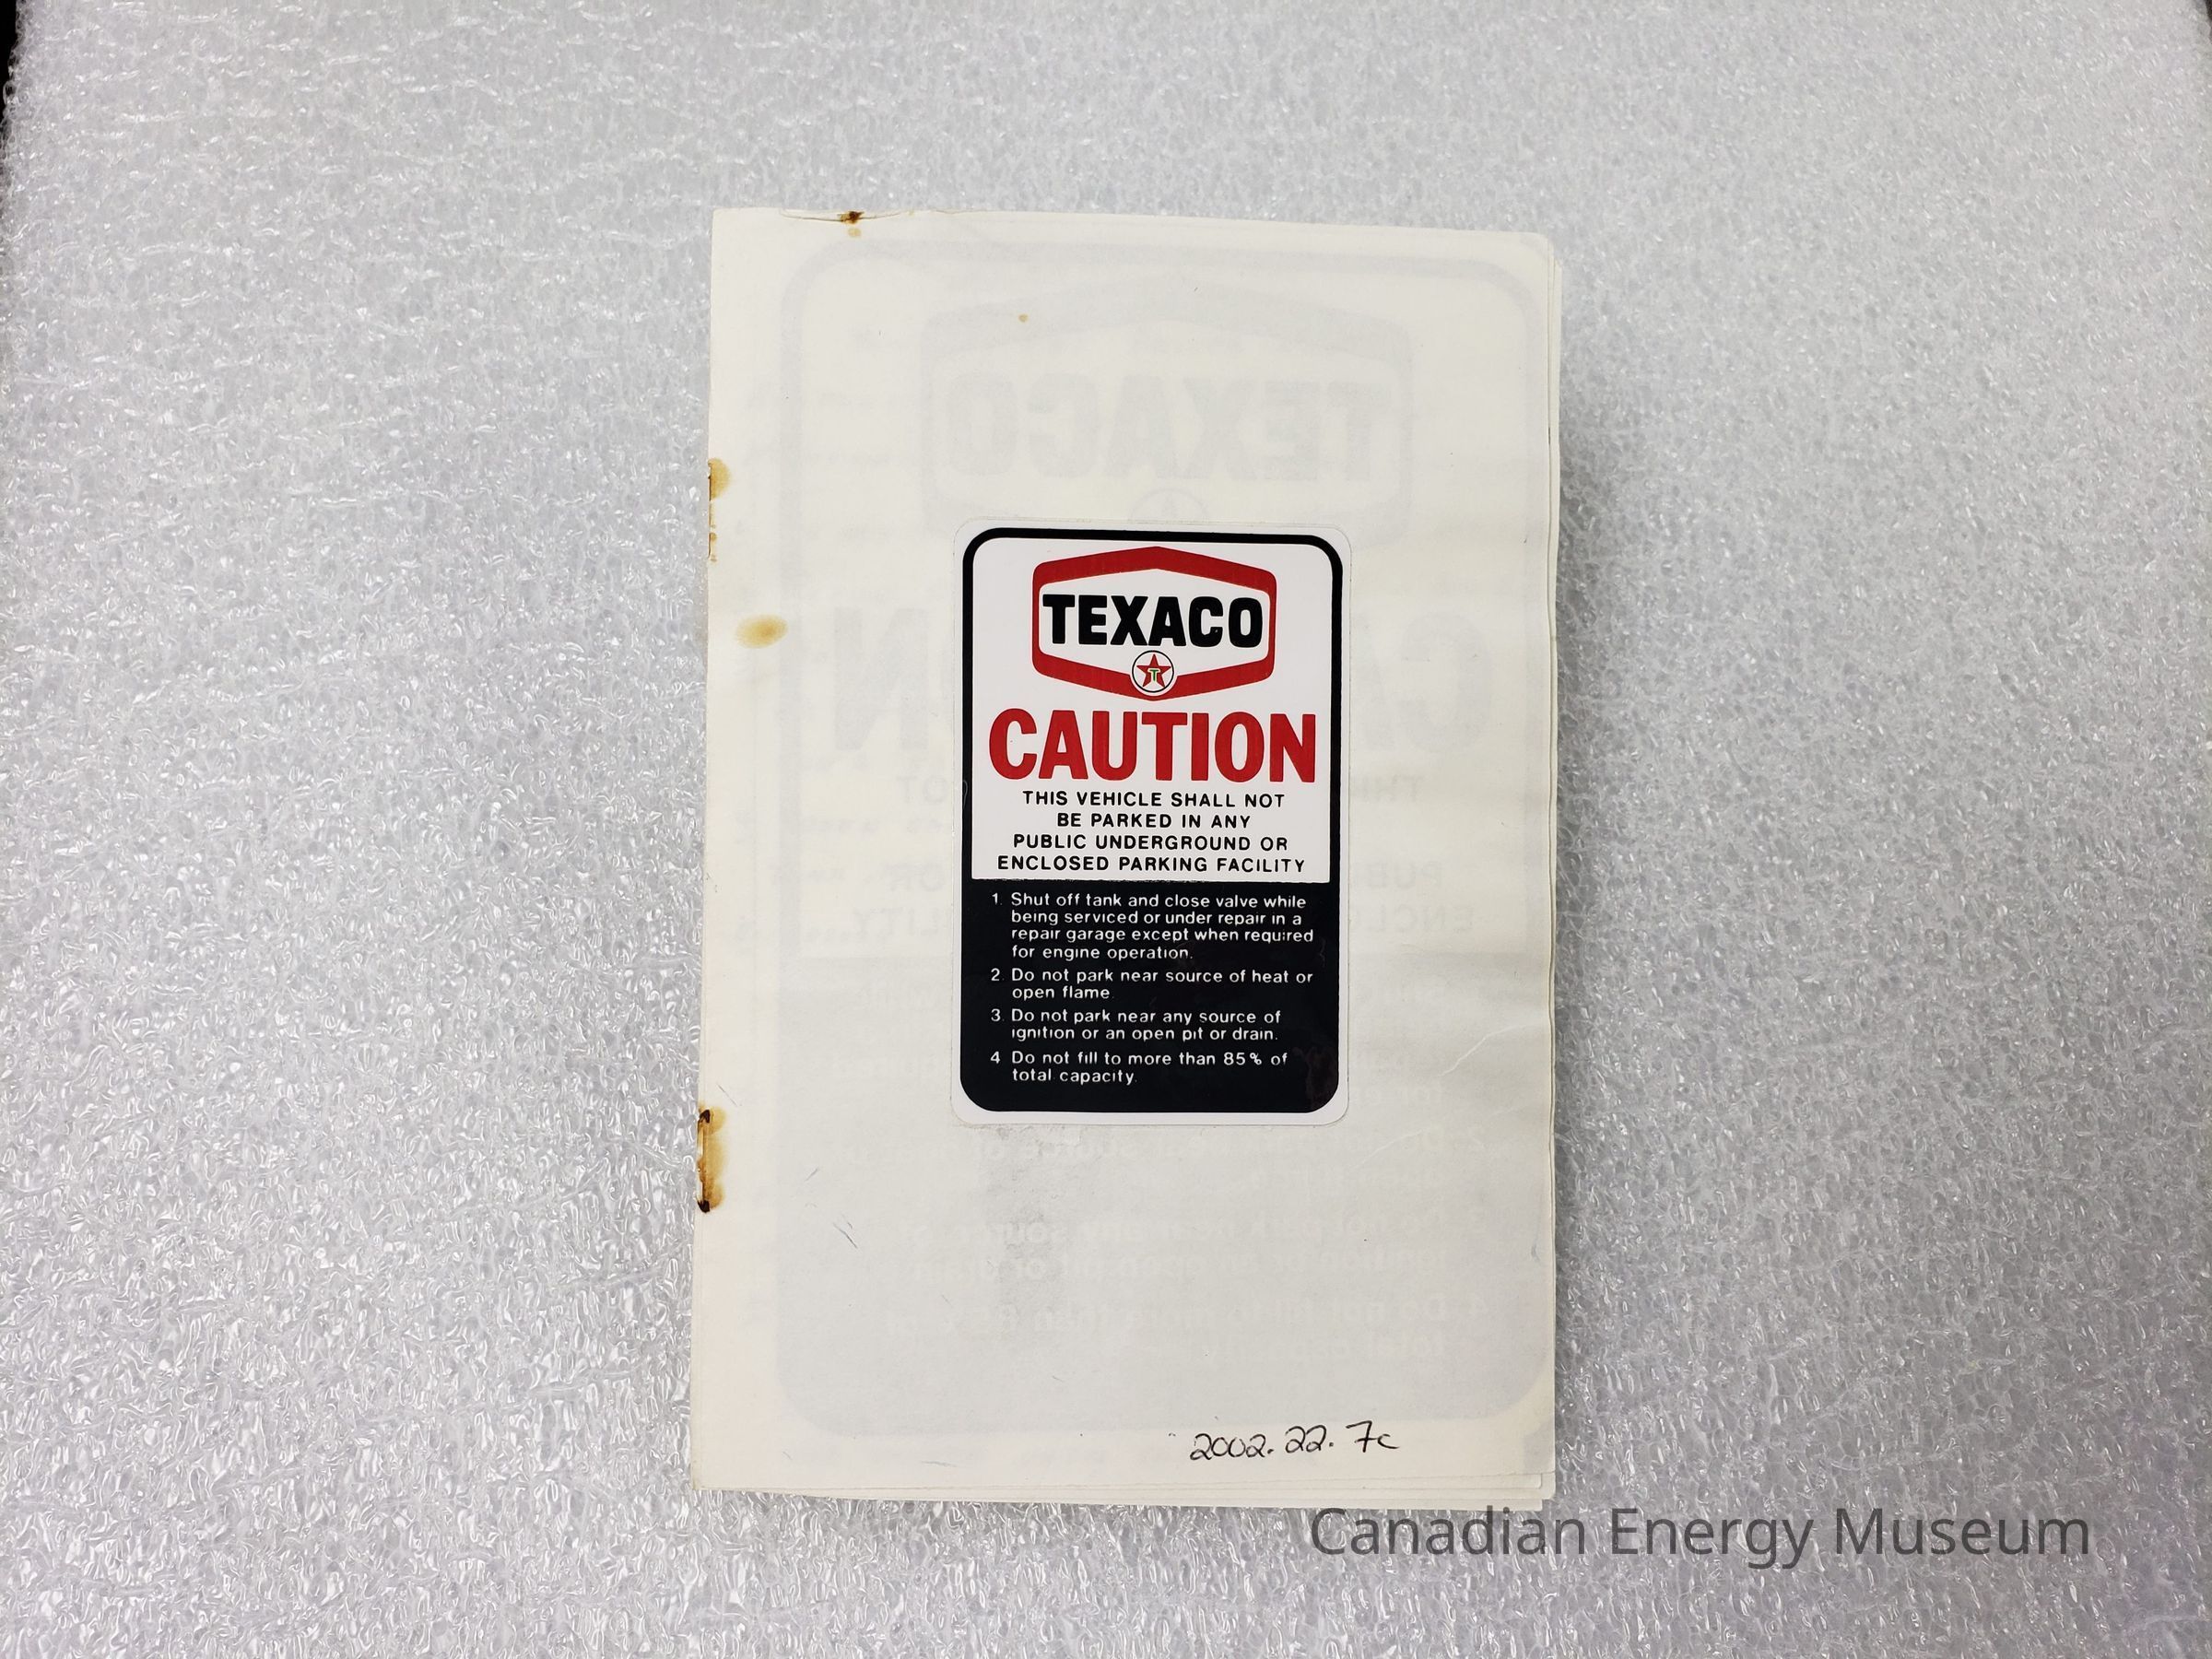 TEXACO
T
CAUTION
THIS VEHICLE SHALL NOT
BE PARKED IN ANY
PUBLIC UNDERGROUND OR
ENCLOSED PARKING FACILITY
1. Shut off tank and close valve while
being serviced or under repair in a
repair garage except when required
for engine operation.
2. Do not park near source of heat or
open flame.
3. Do not park near any source of
ignition or an open pit or drain.
4 Do not fill to more than 85% of
total capacity.
2002.22.7c
Canadian Energy Museum